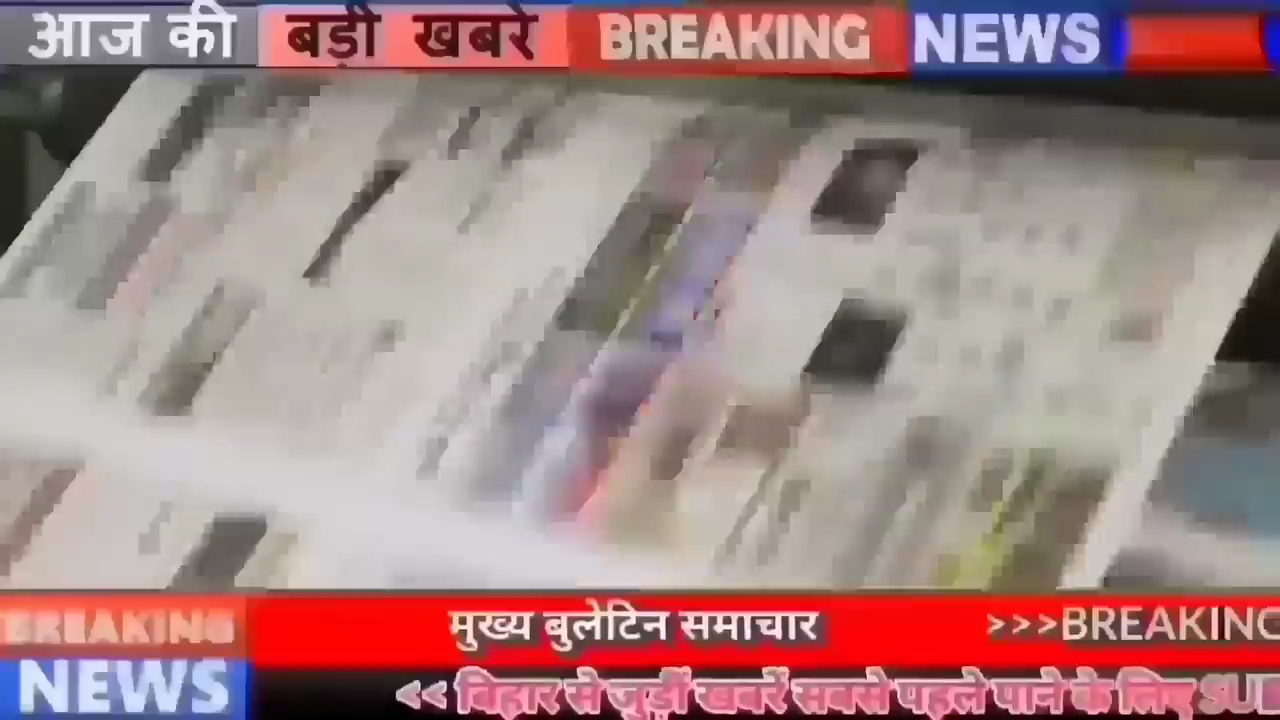 आज की बड़ी खबरे BREAKING NEWS
BREAKING
NEWS
मुख्य बुलेटिन समाचार >>>BREAKING
<< बिहार से जुड़ीं खबरें सबसे पहले पाने के लिए SUB